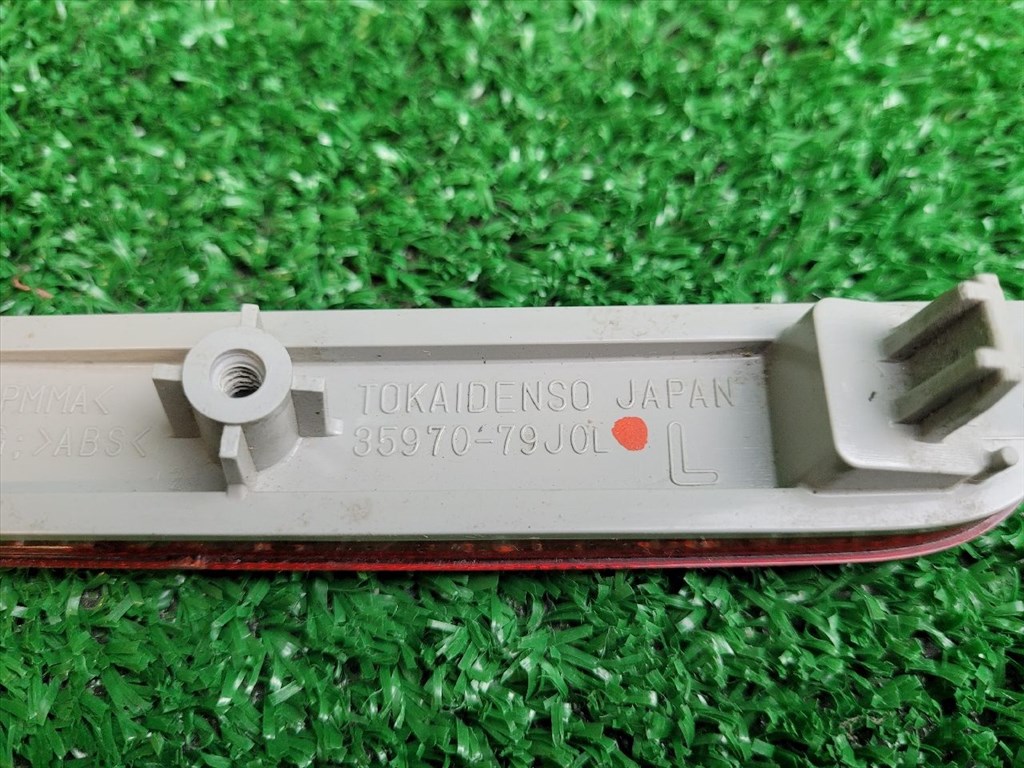 PMMA<
;>ABS<
TOKAIDENSO JAPAN
35970-79J0L
L